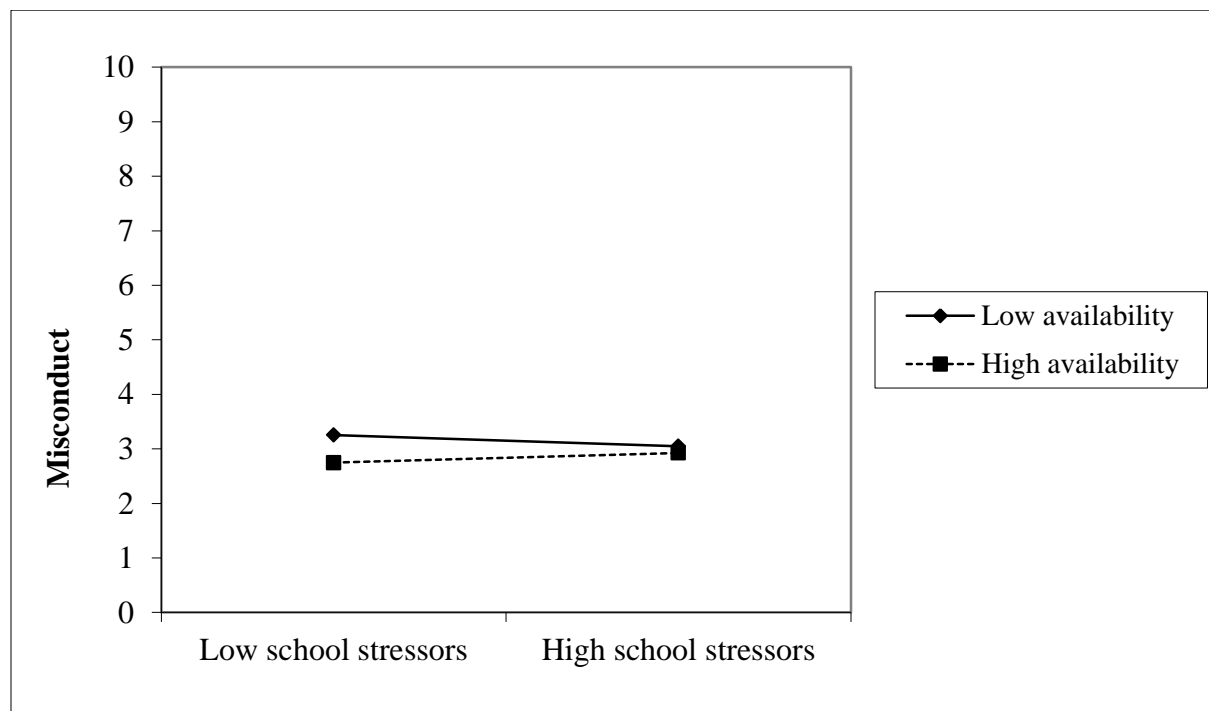 10
9
8
7
6
5
4
3
2
1
0
Misconduct
Low school stressors
High school stressors
Low availability
High availability